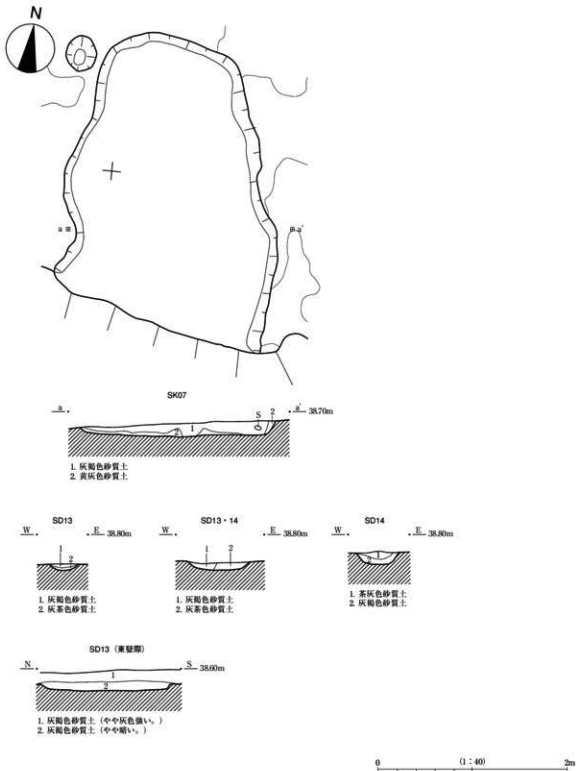 N
a a'
SK07
a a' 38.70m
S 2
1
2
1. 灰褐色砂質土
2. 黄灰色砂質土
SD13 SD13・14 SD14
W E 38.80m W E 38.80m W E 38.80m
1 1 2 1
2 2
1. 灰褐色砂質土 1. 灰褐色砂質土 1. 茶灰色砂質土
2. 灰茶色砂質土 2. 灰茶色砂質土 2. 灰褐色砂質土
SD13（東壁際）
N S 38.60m
1
2
1. 灰褐色砂質土（やや灰色強い。）
2. 灰褐色砂質土（やや暗い。）
0 (1：40) 2m